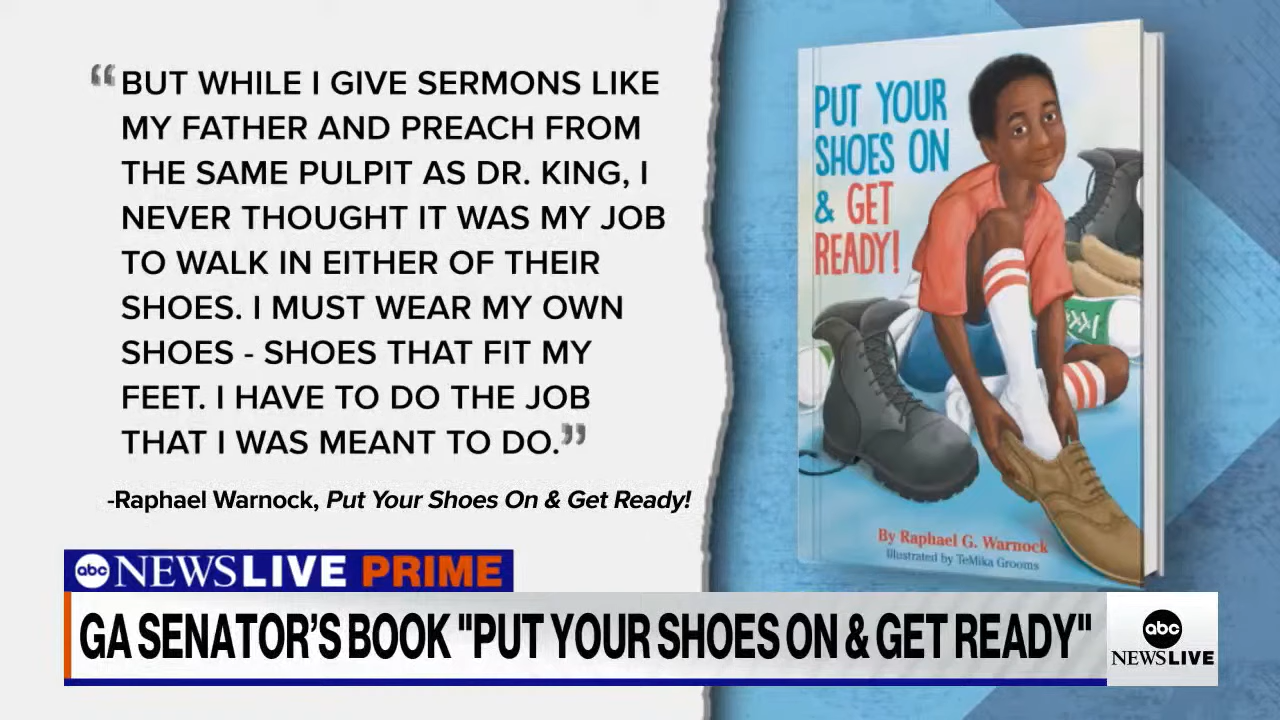 “BUT WHILE I GIVE SERMONS LIKE
MY FATHER AND PREACH FROM
THE SAME PULPIT AS DR. KING, I
NEVER THOUGHT IT WAS MY JOB
TO WALK IN EITHER OF THEIR
SHOES. I MUST WEAR MY OWN
SHOES - SHOES THAT FIT MY
FEET. I HAVE TO DO THE JOB
THAT I WAS MEANT TO DO.”
-Raphael Warnock, Put Your Shoes On & Get Ready!
PUT YOUR
SHOES ON
& GET
READY!
By Raphael G. Warnock
Illustrated by TeMika Grooms
abc NEWS LIVE PRIME
GA SENATOR’S BOOK "PUT YOUR SHOES ON & GET READY"
abc
NEWS LIVE